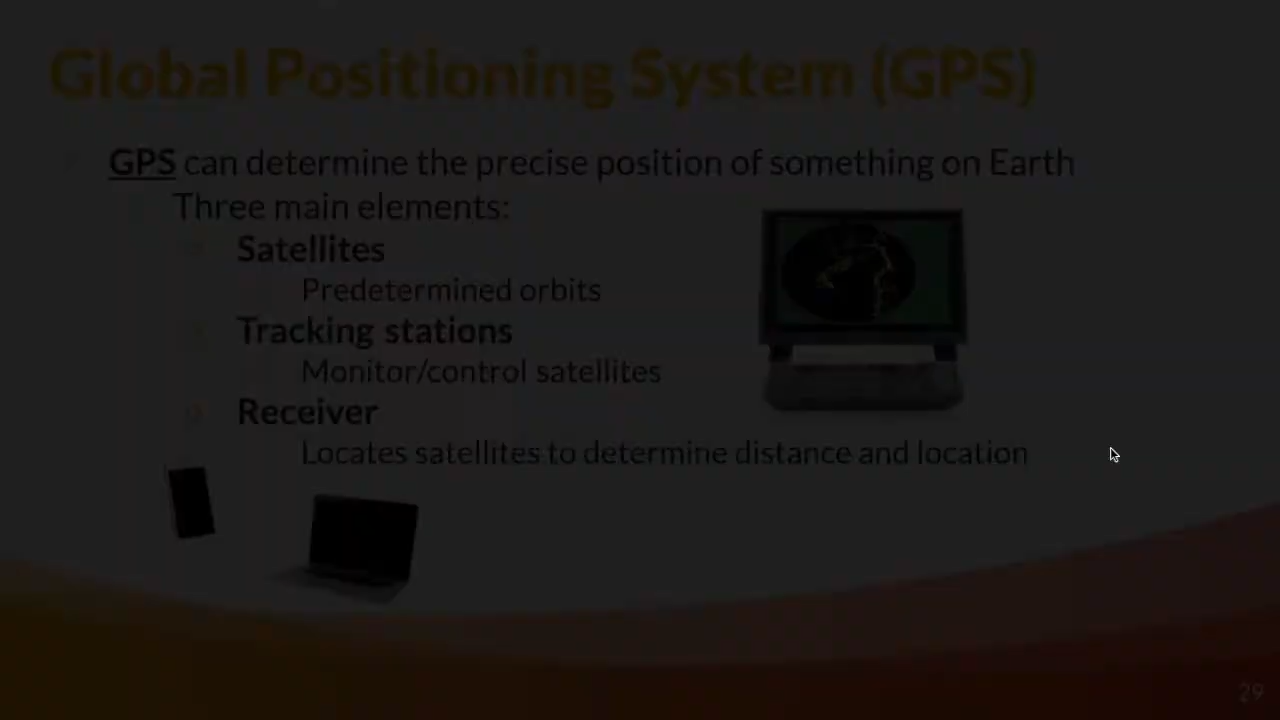 Global Positioning System (GPS)
GPS can determine the precise position of something on Earth
Three main elements:
Satellites
Predetermined orbits
Tracking stations
Monitor/control satellites
Receiver
Locates satellites to determine distance and location
29